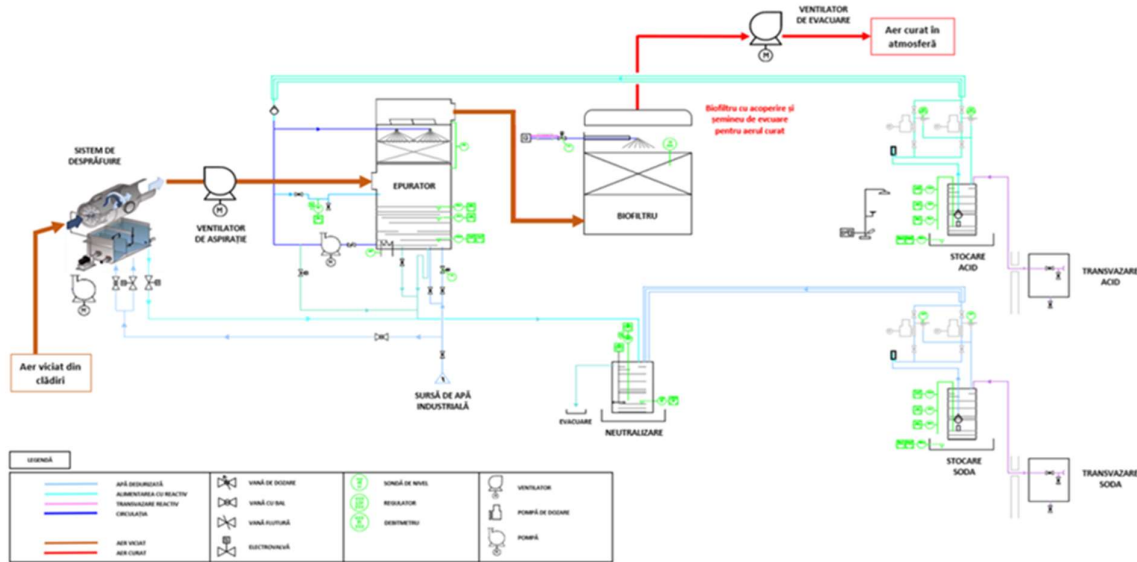 VENTILATOR
DE EVACUARE
Aer curat în
atmosferă
Biofiltru cu acoperire și
șemineu de evcuare
pentru aerul curat
SISTEM DE
DESPRĂFUIRE
EPURATOR
VENTILATOR
DE ASPIRAȚIE
BIOFILTRU
STOCARE
ACID
TRANSVAZARE
ACID
Aer viciat din
clădiri
SURSĂ DE APĂ
INDUSTRIALĂ
EVACUARE
NEUTRALIZARE
STOCARE
SODA
TRANSVAZARE
SODA
LEGENDĂ
APĂ DEDURIZATĂ
ALIMENTAREA CU REACTIV
TRANSVAZARE REACTIV
CIRCULAȚIA
AER VICIAT
AER CURAT
VANĂ DE DOZARE
VANĂ CU BAL
VANĂ FLUTURĂ
ELECTROVALVĂ
SONDĂ DE NIVEL
REGULATOR
DEBITMETRU
VENTILATOR
POMPĂ DE DOZARE
POMPĂ
M
M
M
M